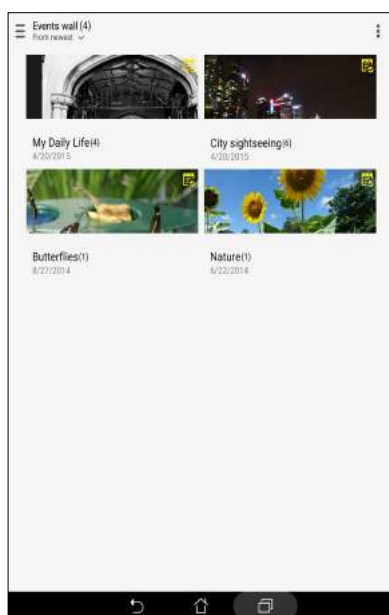 Events wall (4)
From newest
My Daily Life(4)
4/20/2015
City sightseeing(6)
4/20/2015
Butterflies(1)
8/27/2014
Nature(1)
6/22/2014